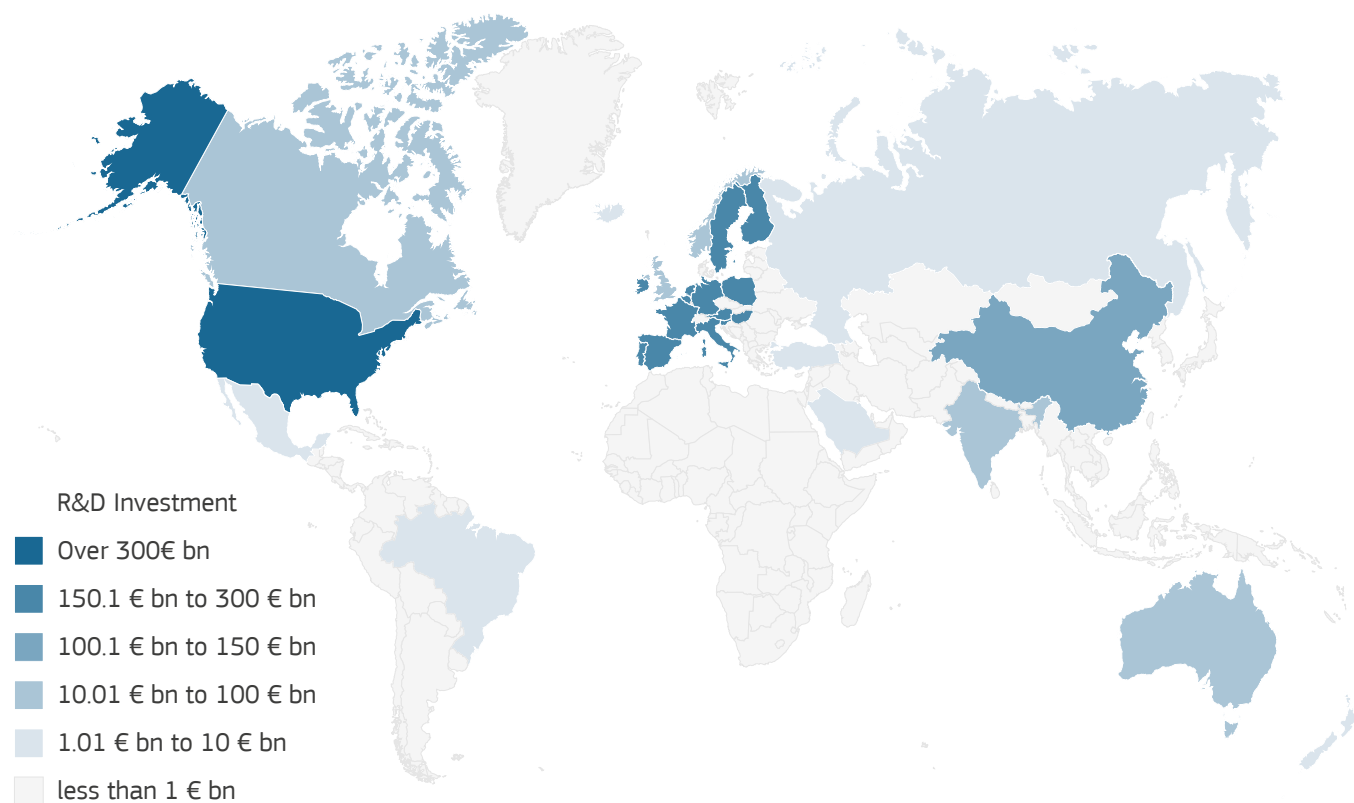 R&D Investment
Over 300€ bn
150.1 € bn to 300 € bn
100.1 € bn to 150 € bn
10.01 € bn to 100 € bn
1.01 € bn to 10 € bn
less than 1 € bn